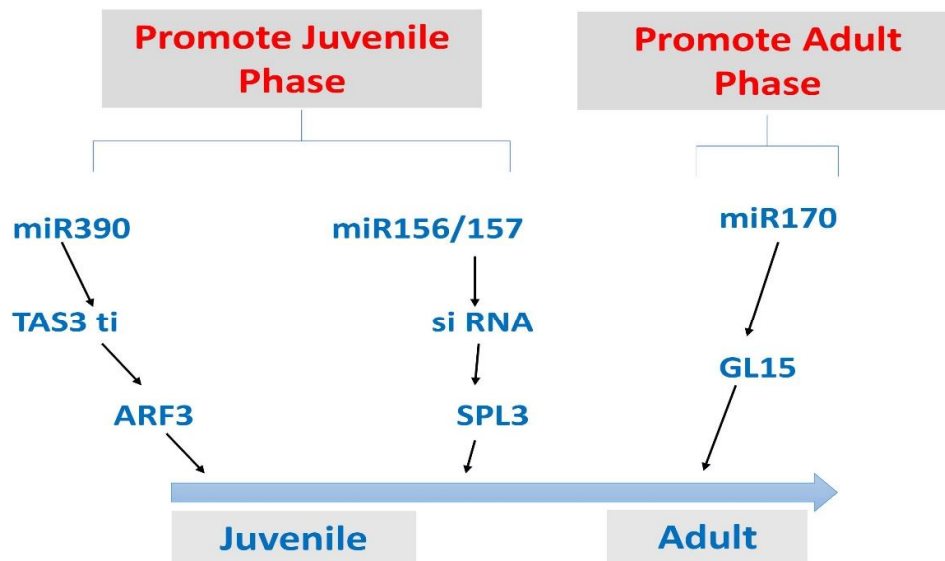 Promote Juvenile
Phase
Promote Adult
Phase
miR390
miR156/157
miR170
TAS3 ti
si RNA
GL15
ARF3
SPL3
Juvenile
Adult